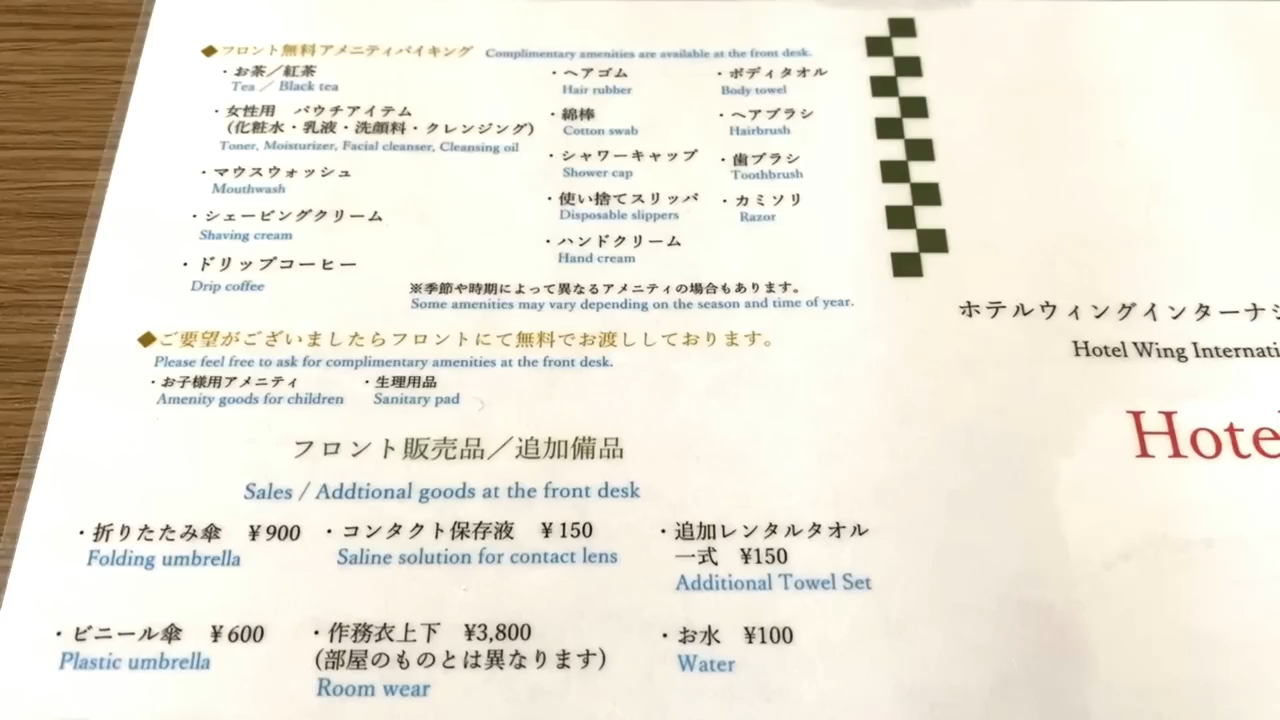 ◆フロント無料アメニティバイキング Complimentary amenities are available at the front desk.
・お茶／紅茶
Tea ／ Black tea
・女性用 パウチアイテム
（化粧水・乳液・洗顔料・クレンジング）
Toner, Moisturizer, Facial cleanser, Cleansing oil
・マウスウォッシュ
Mouthwash
・シェービングクリーム
Shaving cream
・ドリップコーヒー
Drip coffee
・ヘアゴム
Hair rubber
・綿棒
Cotton swab
・シャワーキャップ
Shower cap
・使い捨てスリッパ
Disposable slippers
・ハンドクリーム
Hand cream
・ボディタオル
Body towel
・ヘアブラシ
Hairbrush
・歯ブラシ
Toothbrush
・カミソリ
Razor
※季節や時期によって異なるアメニティの場合もあります。
Some amenities may vary depending on the season and time of year.
◆ご要望がございましたらフロントにて無料でお渡ししております。
Please feel free to ask for complimentary amenities at the front desk.
・お子様用アメニティ ・生理用品
Amenity goods for children Sanitary pad
フロント販売品／追加備品
Sales / Addtional goods at the front desk
・折りたたみ傘 ￥900
Folding umbrella
・コンタクト保存液 ￥150
Saline solution for contact lens
・追加レンタルタオル
一式 ¥150
Additional Towel Set
・ビニール傘 ￥600
Plastic umbrella
・作務衣上下 ¥3,800
(部屋のものとは異なります)
Room wear
・お水 ¥100
Water
ホテルウィングインターナシ
Hotel Wing Internati
Hote